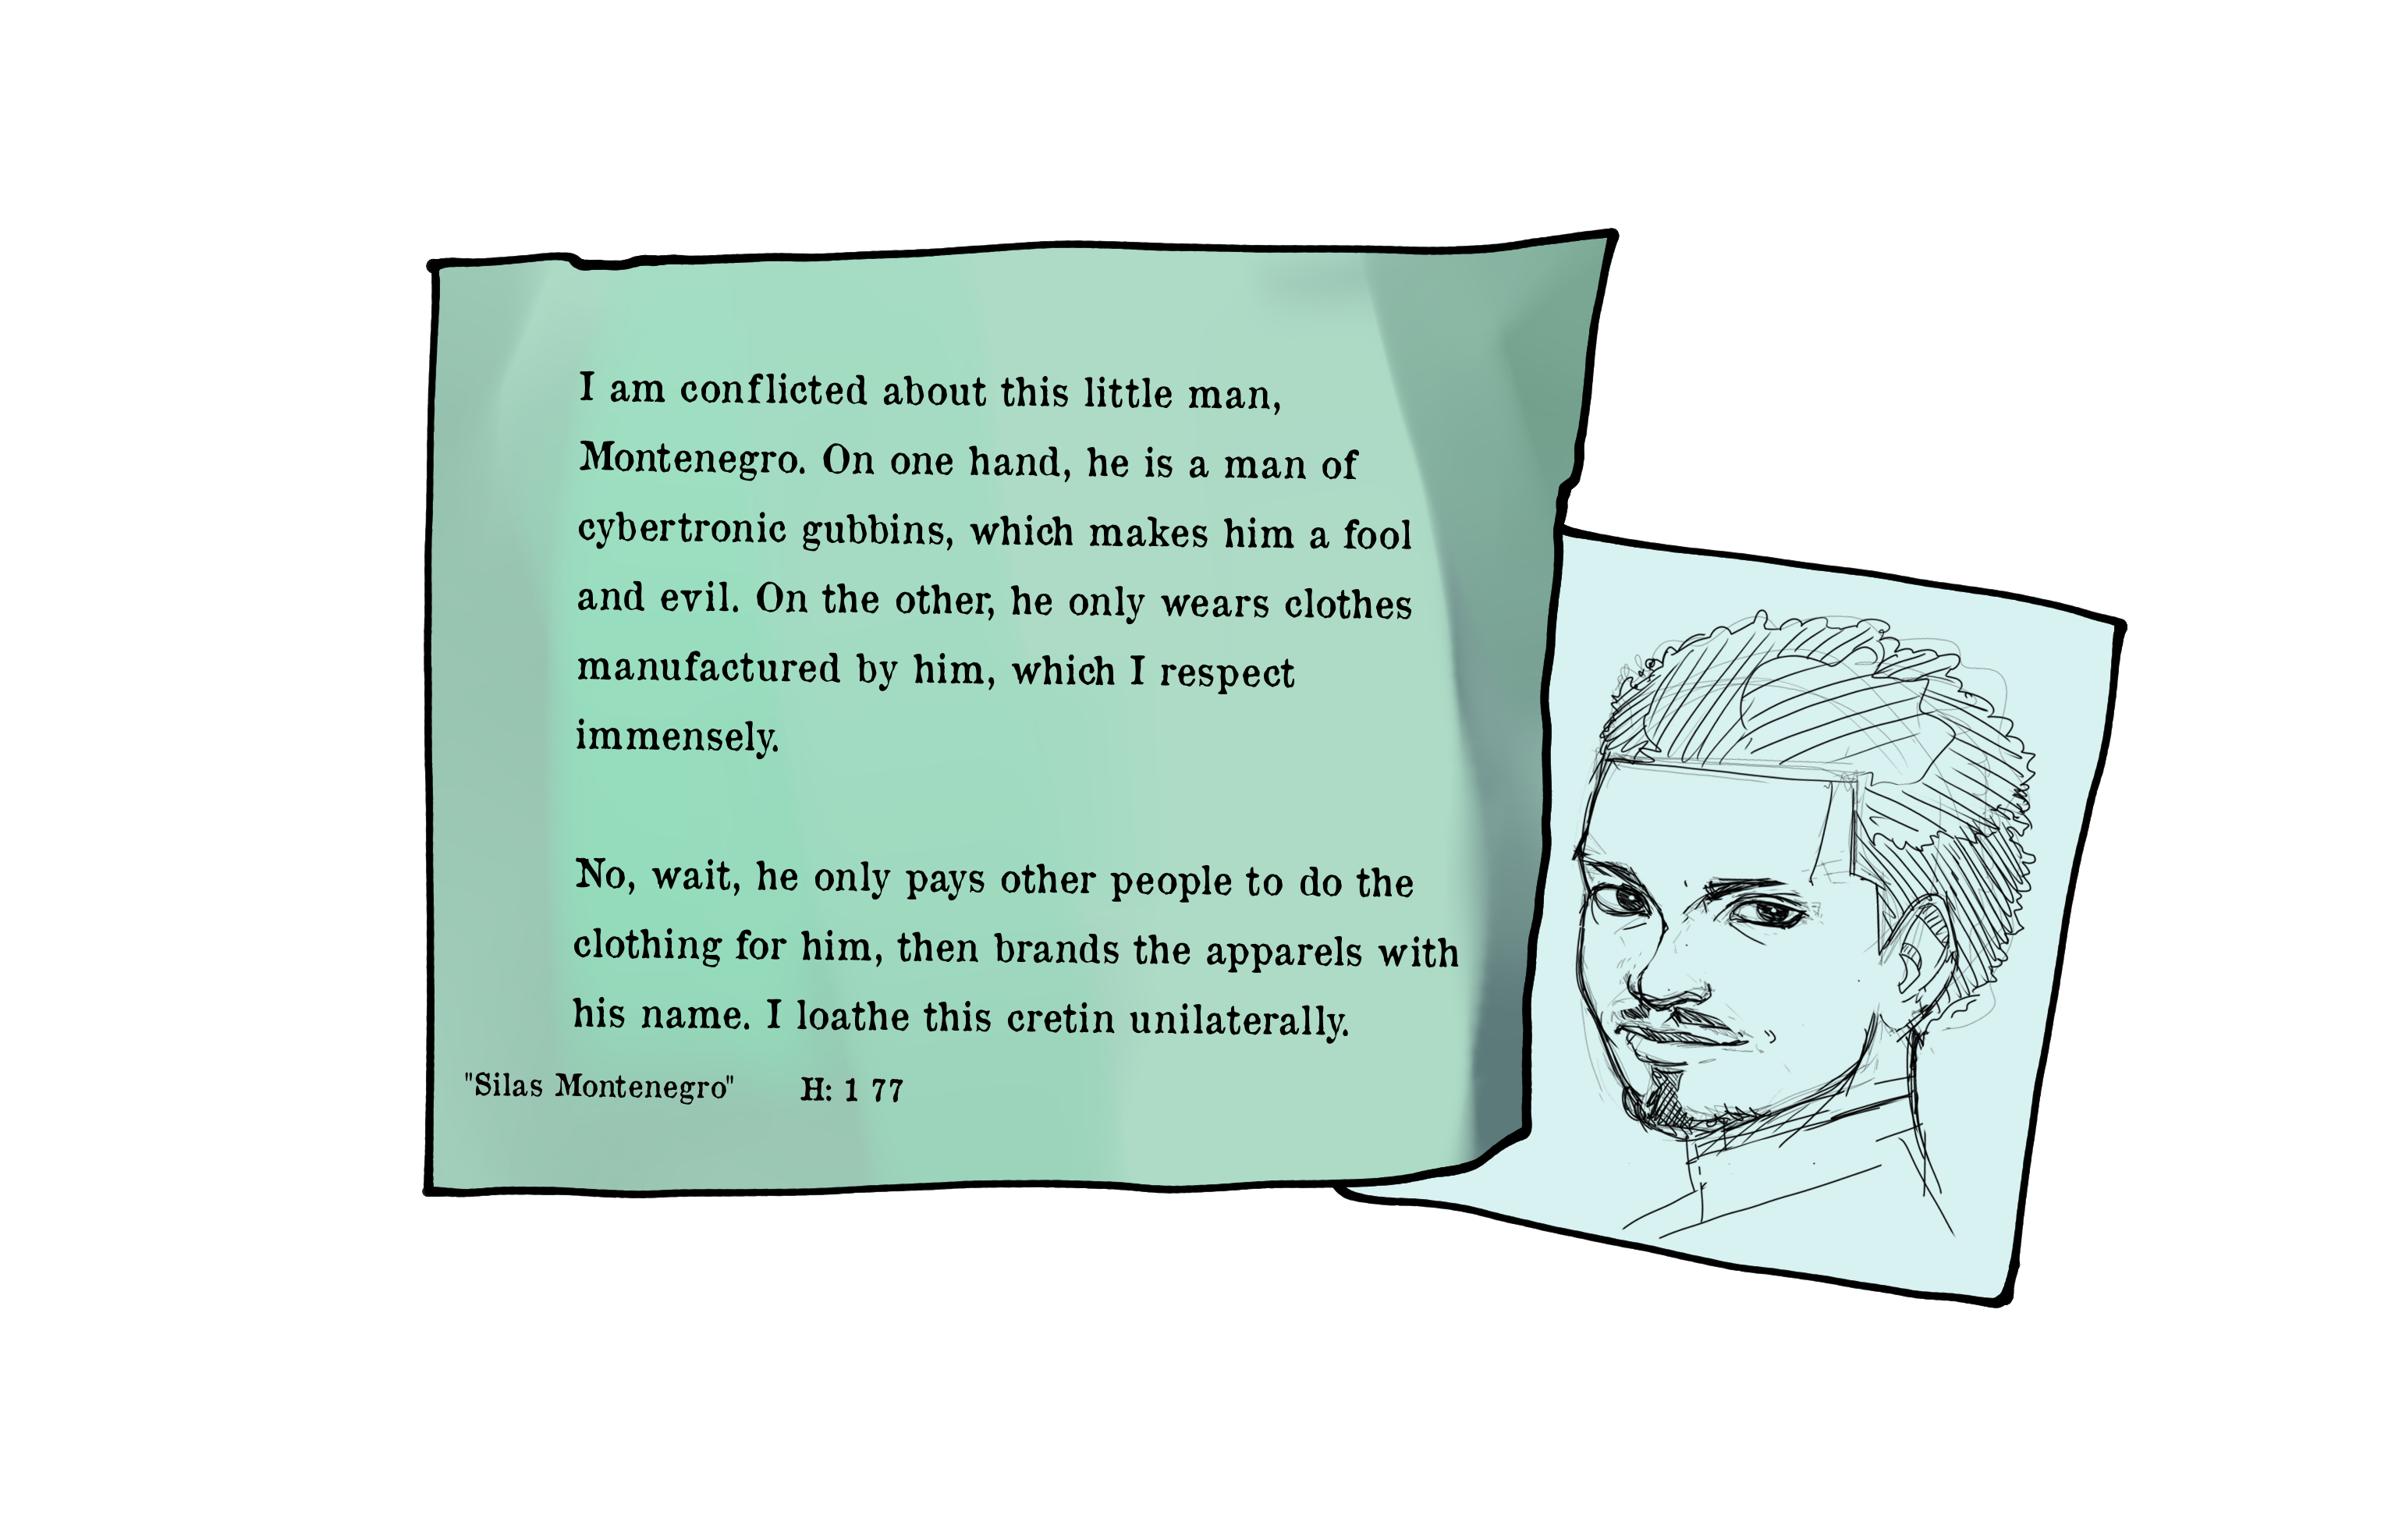 I am conflicted about this little man,
Montenegro. On one hand, he is a man of
cybertronic gubbins, which makes him a fool
and evil. On the other, he only wears clothes
manufactured by him, which I respect
immensely.
No, wait, he only pays other people to do the
clothing for him, then brands the apparels with
his name. I loathe this cretin unilaterally.
"Silas Montenegro" H: 1 77